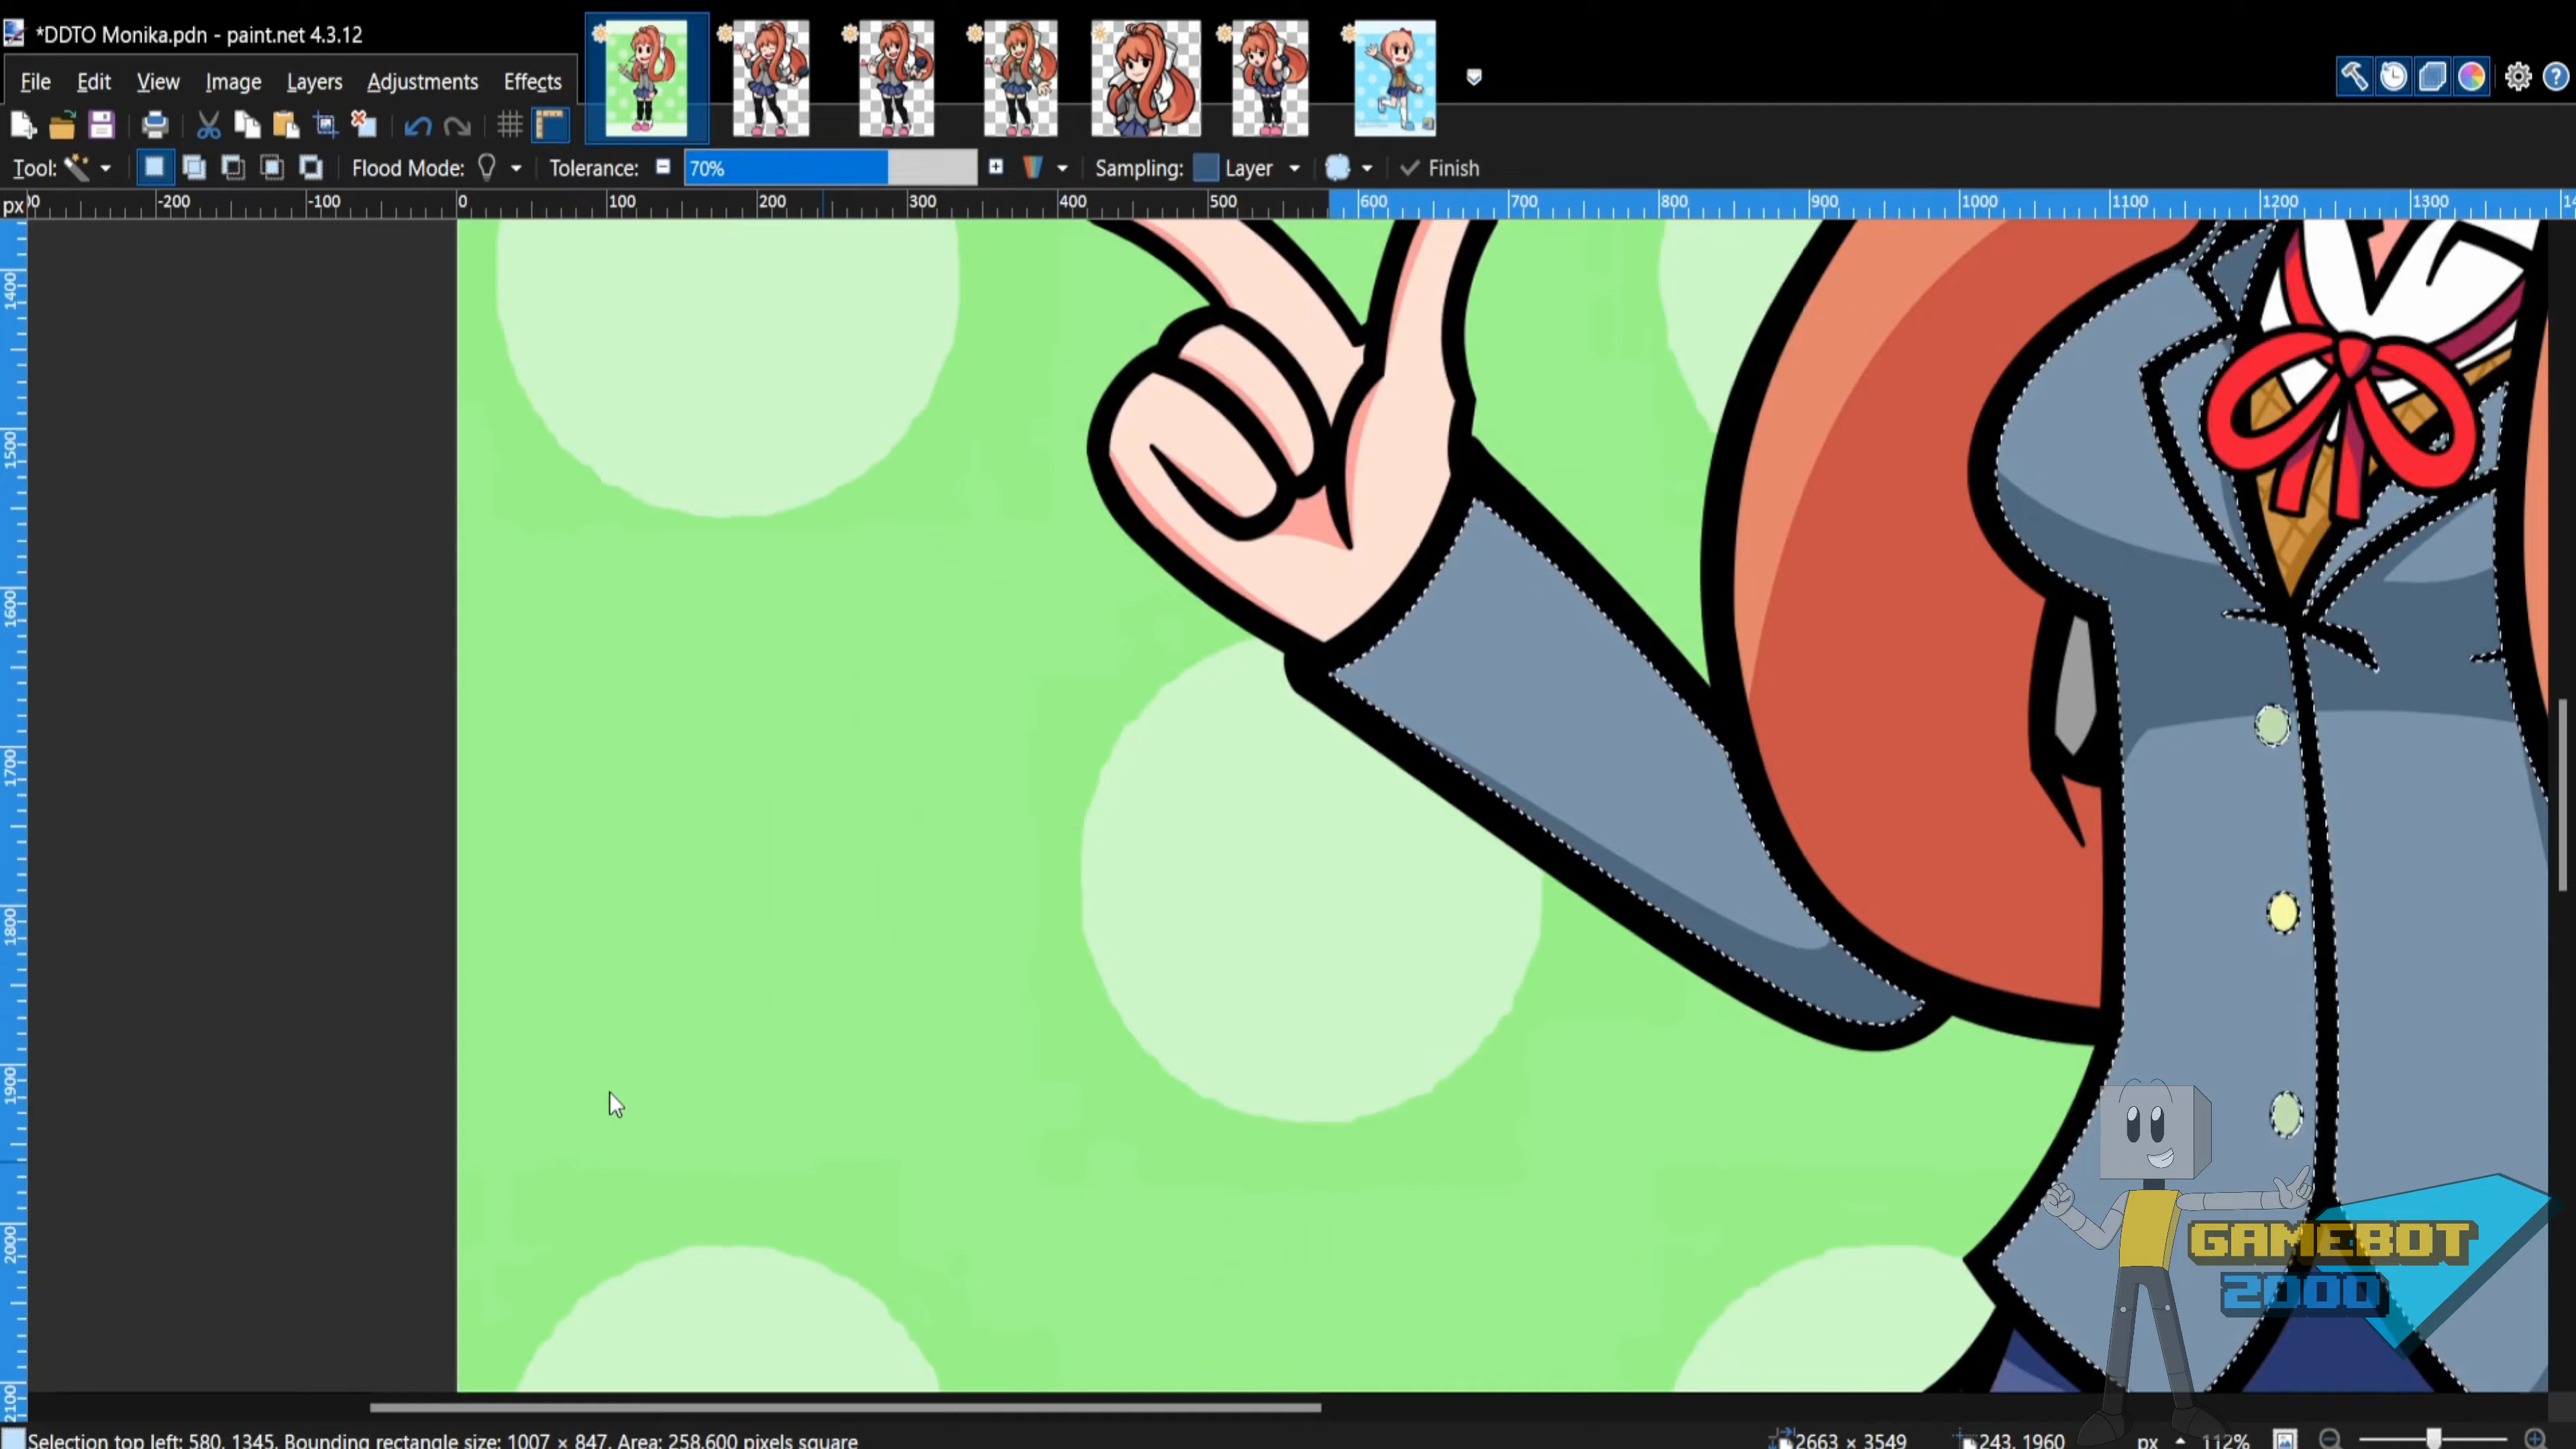 *DDTO Monika.pdn - paint.net 4.3.12
File Edit View Image Layers Adjustments Effects
Tool: Flood Mode: Tolerance: 70% Sampling: Layer Finish
px -200 -100 0 100 200 300 400 500 600 700 800 900 1000 1100 1200 1300
1400
1500
1600
1700
1800
1900
2000
2100
GAMEBOT
2000
Selection top left: 580, 1345. Bounding rectangle size: 1007 × 847. Area: 258,600 pixels square 2663 × 3549 243, 1960 px 112%